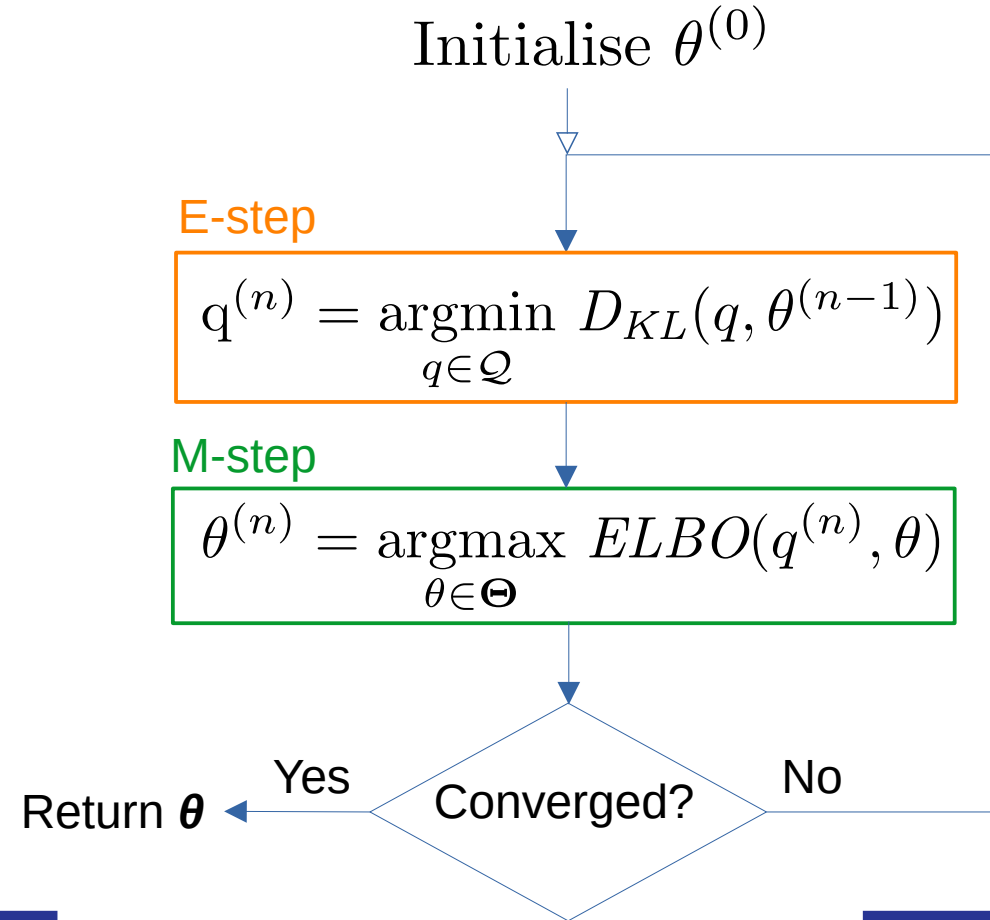 Initialise θ^(0)
E-step
q^(n) = argmin D_KL(q, θ^(n−1))
q∈𝒬
M-step
θ^(n) = argmax ELBO(q^(n), θ)
θ∈Θ
Yes
Converged?
No
Return θ